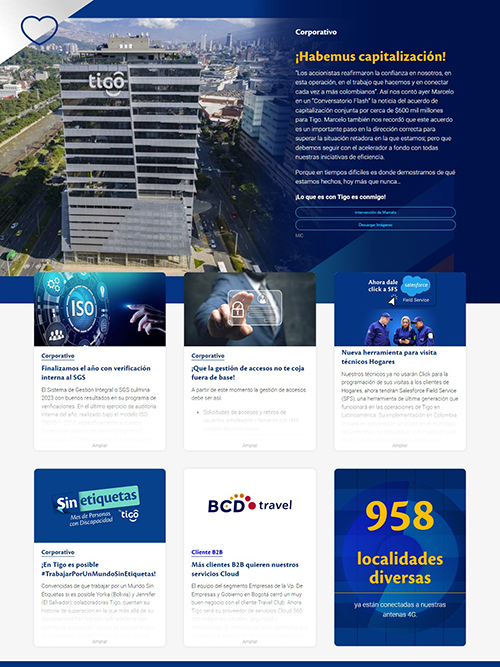 Corporativo
¡Habemus capitalización!
"Los accionistas reafirmaron la confianza en nosotros, en
esta operación, en el trabajo que hacemos y en conectar
cada vez a más colombianos". Así nos contó ayer Marcelo
en un "Conversatorio Flash" la noticia del acuerdo de
capitalización conjunta por cerca de $600 mil millones
para Tigo. Marcelo también nos recordó que este acuerdo
es un importante paso en la dirección correcta para
superar la situación retadora en la que estamos; pero que
debemos seguir con el acelerador a fondo con todas
nuestras iniciativas de eficiencia.
Porque en tiempos difíciles es donde demostramos de qué
estamos hechos, hoy más que nunca...
¡Lo que es con Tigo es conmigo!
Intervención de Marcelo
Descarga Imágenes
MIC
tigo
ISO
Corporativo
Finalizamos el año con verificación
interna al SGS
El Sistema de Gestión Integral o SGS culmina
2023 con buenos resultados en su programa de
verificaciones. En el último ejercicio de auditoría
interna del año, realizado bajo el modelo ISO
Ampliar
Corporativo
¡Que la gestión de accesos no te coja
fuera de base!
A partir de este momento la gestión de accesos
debe ser así:
• Solicitudes de accesos y retiros de
Ampliar
Ahora dale
click a SFS
salesforce
Field Service
Nueva herramienta para visita
técnicos Hogares
Nuestros técnicos ya no usarán Click para la
programación de sus visitas a los clientes de
Hogares, ahora tendrán Salesforce Field Service
(SFS), una herramienta de última generación que
funcionará en las operaciones de Tigo en
Latinoamérica. Su implementación en Colombia
Ampliar
Sin etiquetas
Mes de Personas
con Discapacidad
tigo
Corporativo
¡En Tigo es posible
#TrabajarPorUnMundoSinEtiquetas!
Convencidas de que trabajar por un Mundo Sin
Etiquetas sí es posible Yorka (Bolivia) y Jennifer
(El Salvador), colaboradoras Tigo, cuentan su
historia de superación en la que más allá de su
Ampliar
BCD travel
Cliente B2B
Más clientes B2B quieren nuestros
servicios Cloud
El equipo del segmento Empresas de la Vp. De
Empresas y Gobierno en Bogotá cerró un muy
buen negocio con el cliente Travel Club. Ahora
Tigo será su proveedor de servicios Cloud 365
Ampliar
958
localidades
diversas
ya están conectadas a nuestras
antenas 4G.